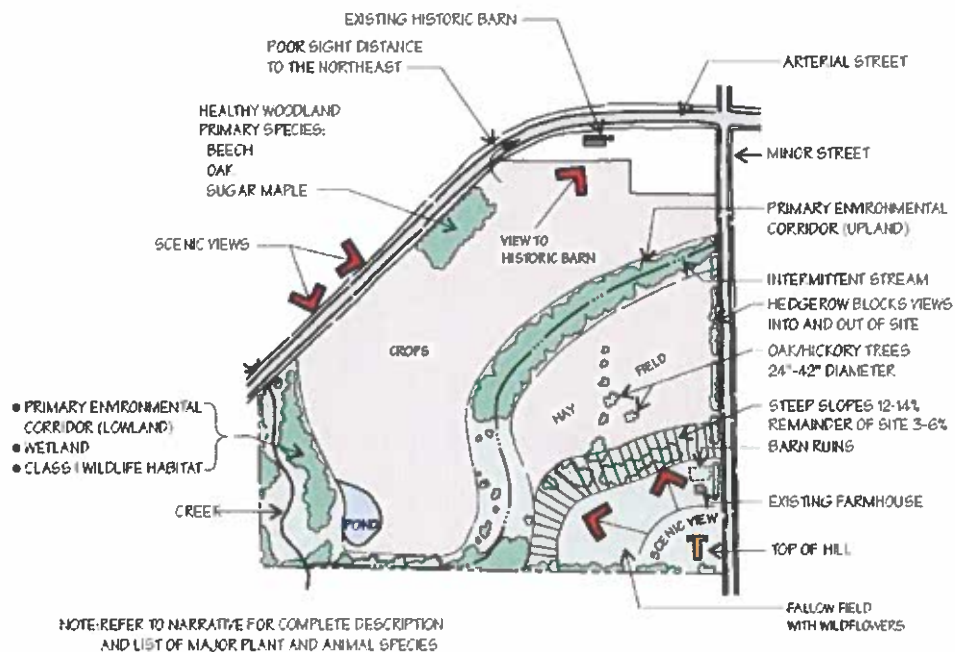 EXISTING HISTORIC BARN
POOR SIGHT DISTANCE
TO THE NORTHEAST
ARTERIAL STREET
HEALTHY WOODLAND
PRIMARY SPECIES:
BEECH
OAK
SUGAR MAPLE
MINOR STREET
PRIMARY ENVIRONMENTAL
CORRIDOR (UPLAND)
SCENIC VIEWS
VIEW TO
HISTORIC BARN
INTERMITTENT STREAM
HEDGEROW BLOCKS VIEWS
INTO AND OUT OF SITE
CROPS
OAK/HICKORY TREES
24"-42" DIAMETER
HAY FIELD
• PRIMARY ENVIRONMENTAL
CORRIDOR (LOWLAND)
• WETLAND
• CLASS I WILDLIFE HABITAT
STEEP SLOPES 12-14%
REMAINDER OF SITE 3-6%
BARN RUINS
EXISTING FARMHOUSE
CREEK
POND
SCENIC VIEW
TOP OF HILL
FALLOW FIELD
WITH WILDFLOWERS
NOTE: REFER TO NARRATIVE FOR COMPLETE DESCRIPTION
AND LIST OF MAJOR PLANT AND ANIMAL SPECIES